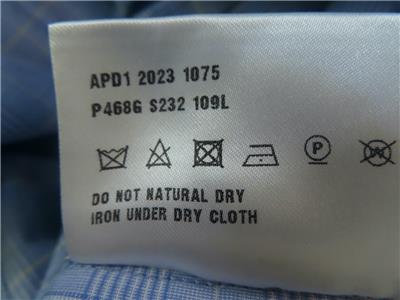 APD1 2023 1075
P468G S232 109L
P
W
DO NOT NATURAL DRY
IRON UNDER DRY CLOTH